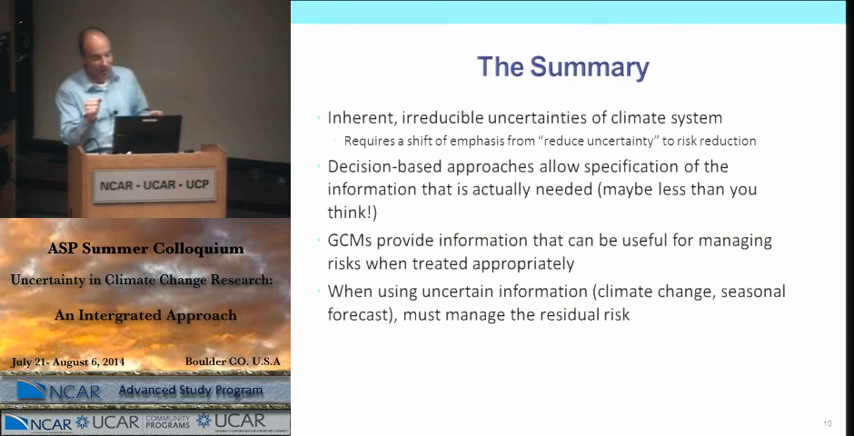 NCAR - UCAR - UCP
ASP Summer Colloquium
Uncertainty in Climate Change Research:
An Intergrated Approach
July 21- August 6, 2014 Boulder CO. U.S.A
NCAR Advanced Study Program
NCAR UCAR COMMUNITY PROGRAMS UCAR
The Summary
Inherent, irreducible uncertainties of climate system
Requires a shift of emphasis from “reduce uncertainty” to risk reduction
Decision-based approaches allow specification of the
information that is actually needed (maybe less than you
think!)
GCMs provide information that can be useful for managing
risks when treated appropriately
When using uncertain information (climate change, seasonal
forecast), must manage the residual risk
10